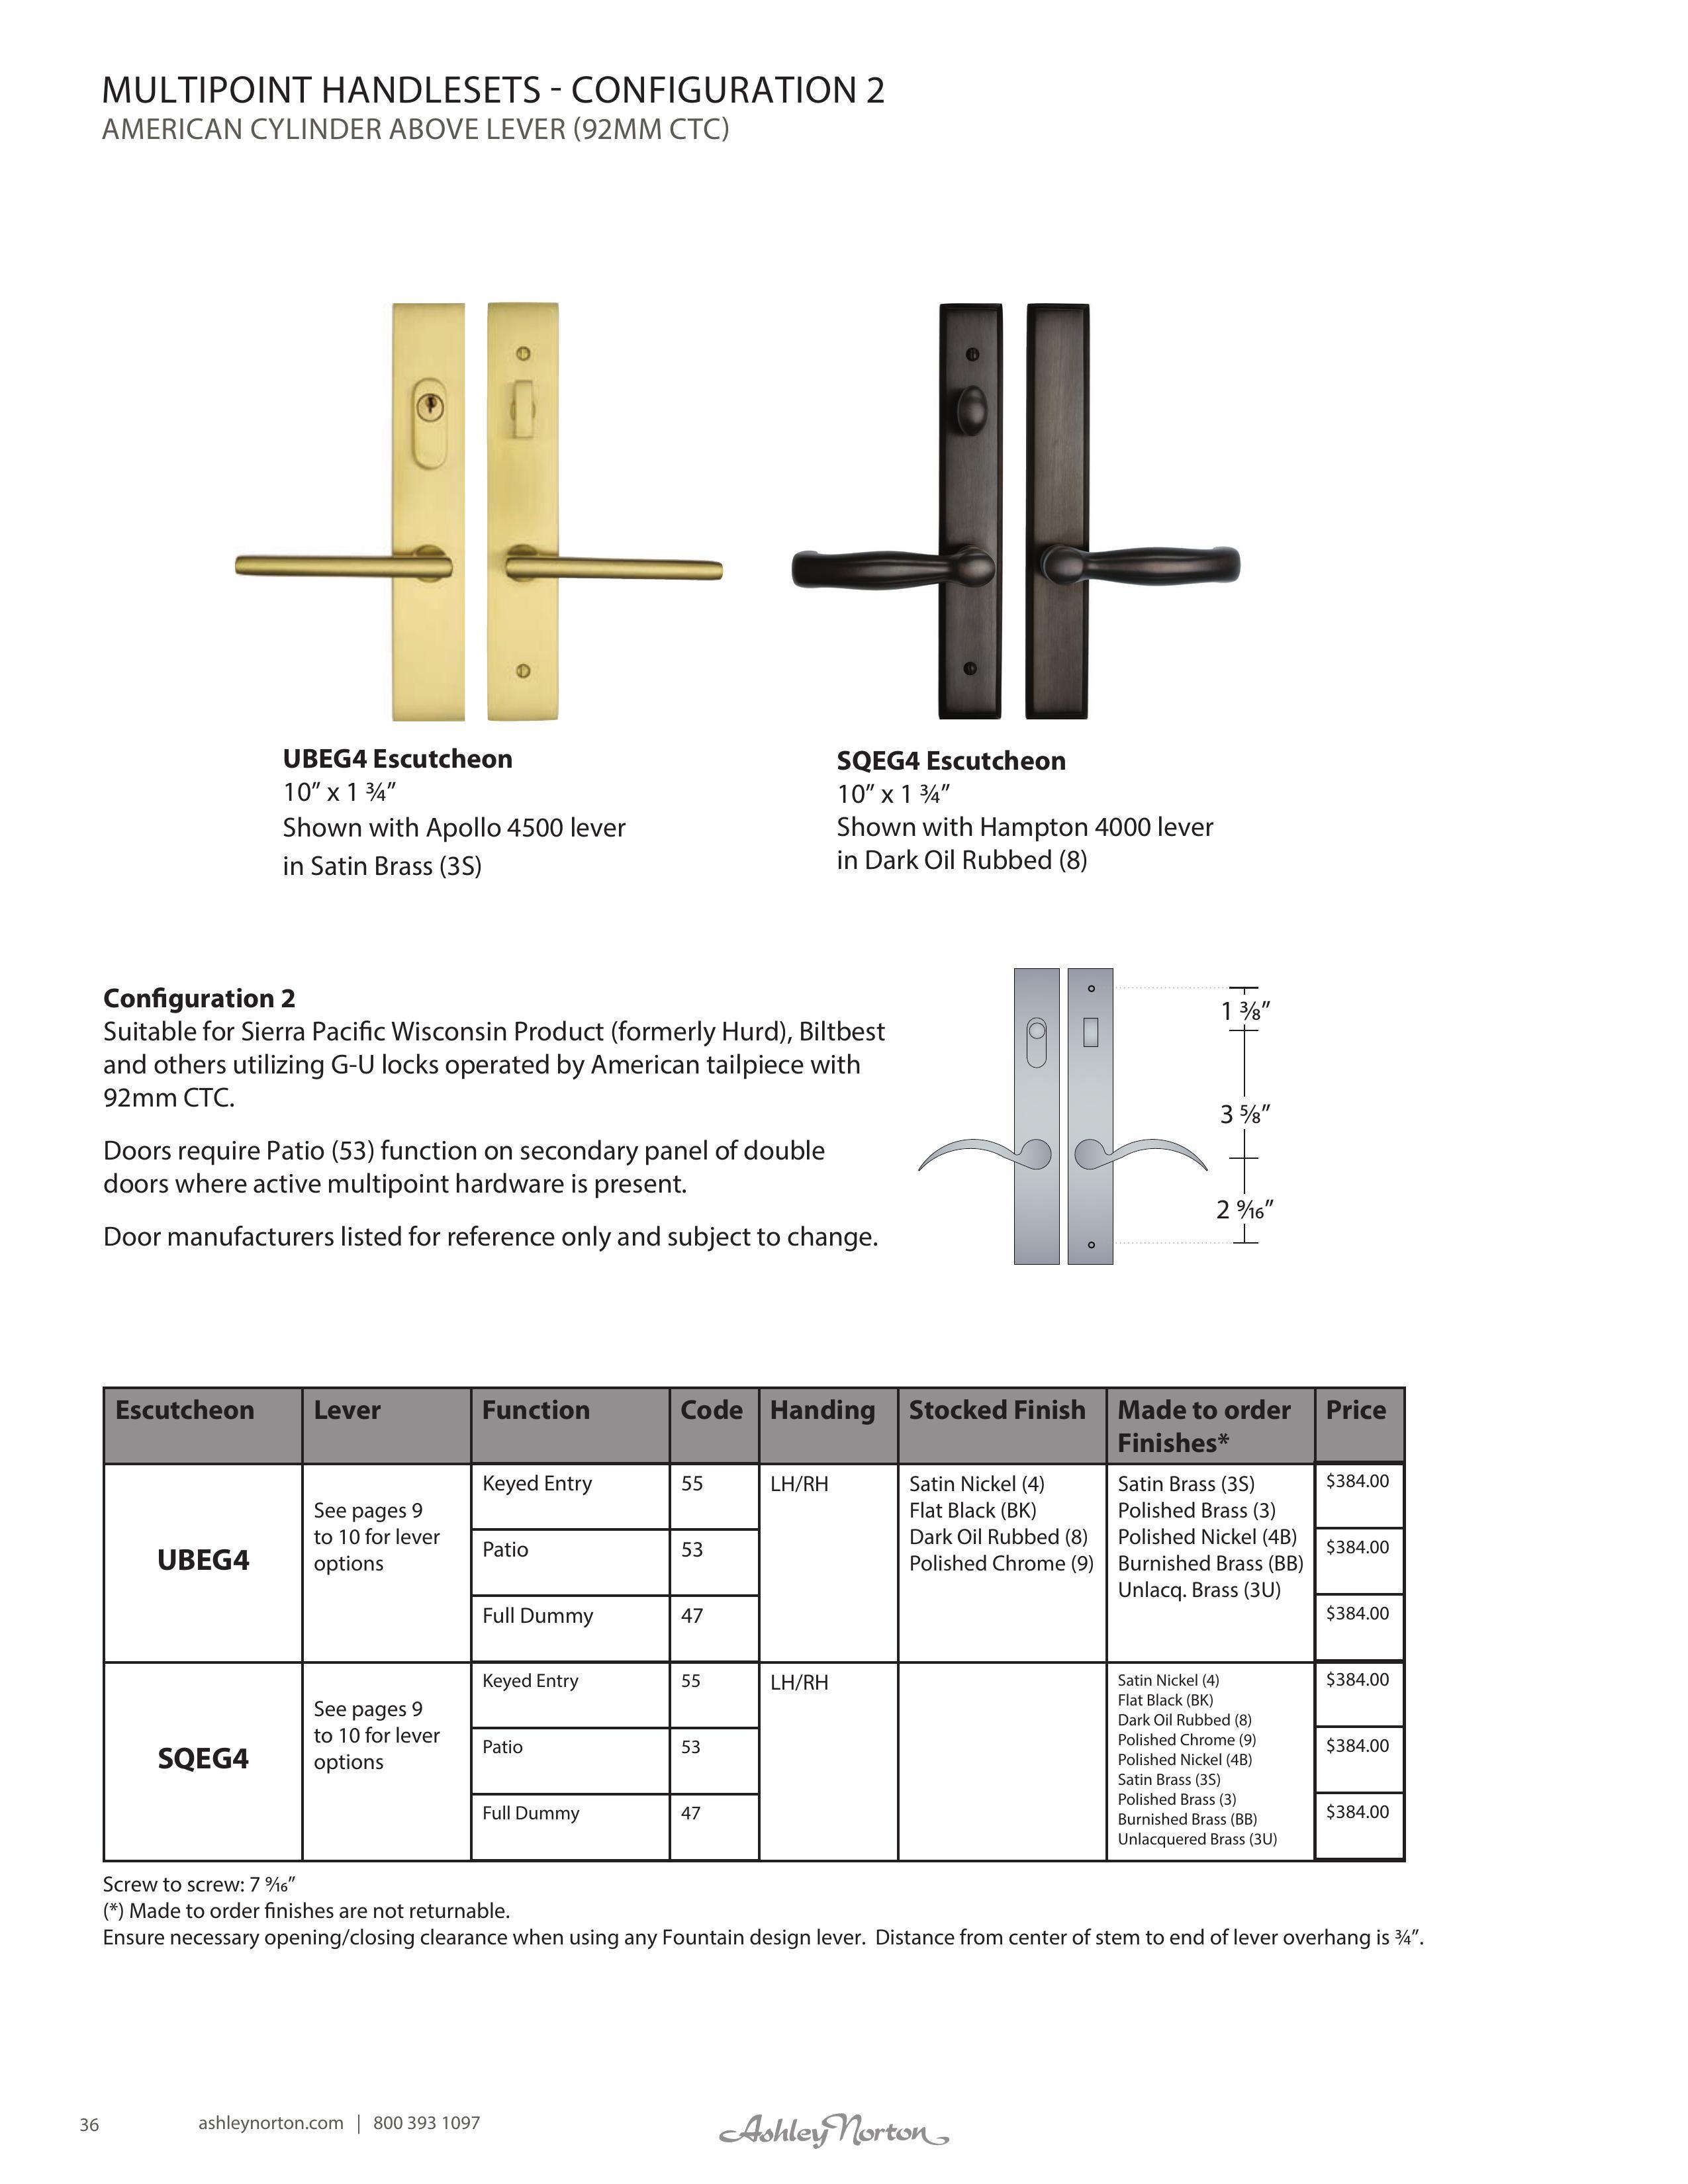 MULTIPOINT HANDLESETS - CONFIGURATION 2
AMERICAN CYLINDER ABOVE LEVER (92MM CTC)
UBEG4 Escutcheon
10” x 1 ¾”
Shown with Apollo 4500 lever
in Satin Brass (3S)
SQEG4 Escutcheon
10” x 1 ¾”
Shown with Hampton 4000 lever
in Dark Oil Rubbed (8)
Configuration 2
Suitable for Sierra Pacific Wisconsin Product (formerly Hurd), Biltbest
and others utilizing G-U locks operated by American tailpiece with
92mm CTC.
Doors require Patio (53) function on secondary panel of double
doors where active multipoint hardware is present.
Door manufacturers listed for reference only and subject to change.
1 ⅜”
3 ⅝”
2 9⁄16”
Escutcheon Lever Function Code Handing Stocked Finish Made to order Finishes* Price
UBEG4
See pages 9
to 10 for lever
options
Keyed Entry 55
Patio 53
Full Dummy 47
LH/RH
Satin Nickel (4)
Flat Black (BK)
Dark Oil Rubbed (8)
Polished Chrome (9)
Satin Brass (3S)
Polished Brass (3)
Polished Nickel (4B)
Burnished Brass (BB)
Unlacq. Brass (3U)
$384.00
$384.00
$384.00
SQEG4
See pages 9
to 10 for lever
options
Keyed Entry 55
Patio 53
Full Dummy 47
LH/RH
Satin Nickel (4)
Flat Black (BK)
Dark Oil Rubbed (8)
Polished Chrome (9)
Polished Nickel (4B)
Satin Brass (3S)
Polished Brass (3)
Burnished Brass (BB)
Unlacquered Brass (3U)
$384.00
$384.00
$384.00
Screw to screw: 7 9⁄16”
(*) Made to order finishes are not returnable.
Ensure necessary opening/closing clearance when using any Fountain design lever. Distance from center of stem to end of lever overhang is ¾”.
36
ashleynorton.com | 800 393 1097
Ashley Norton